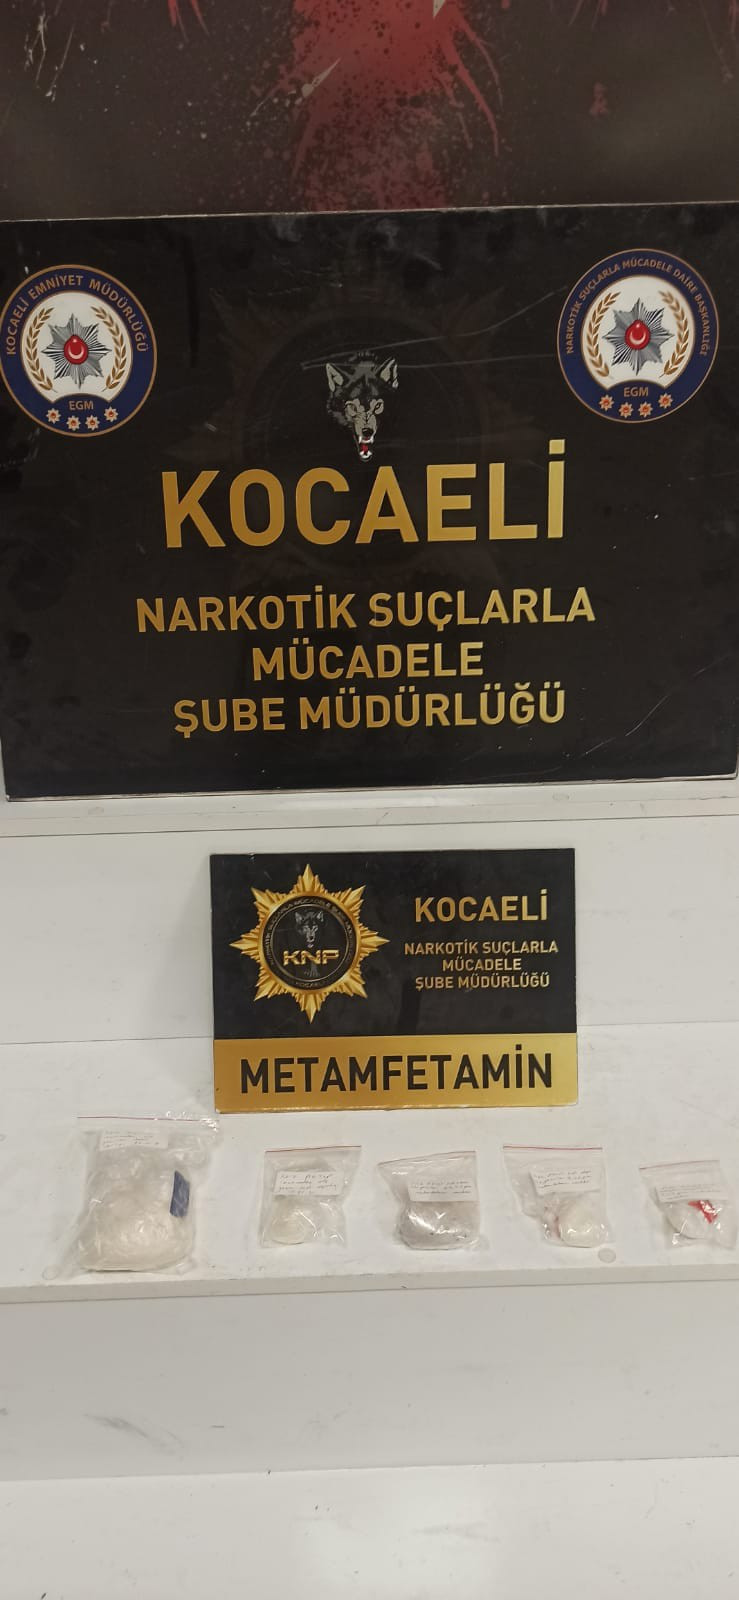 KOCAELİ EMNİYET MÜDÜRLÜĞÜ
EGM
NARKOTİK SUÇLARLA MÜCADELE DAİRE BAŞKANLIĞI
EGM
KOCAELİ
NARKOTİK SUÇLARLA
MÜCADELE
ŞUBE MÜDÜRLÜĞÜ
KNP
KOCAELİ
KOCAELİ
NARKOTİK SUÇLARLA
MÜCADELE
ŞUBE MÜDÜRLÜĞÜ
METAMFETAMİN